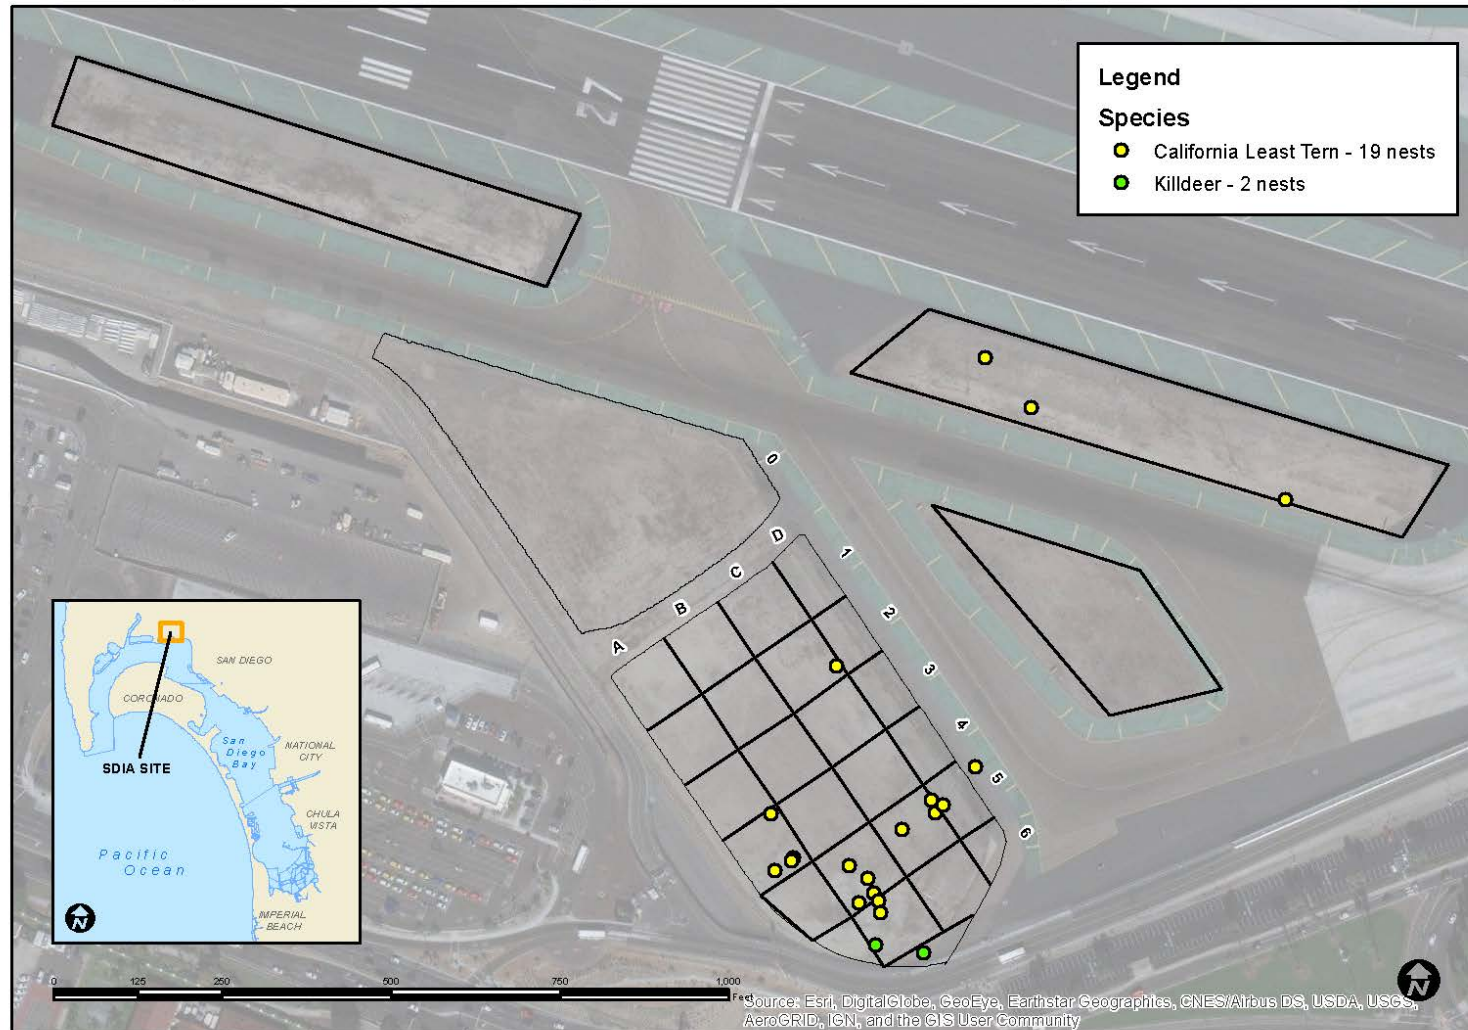 27
Legend
Species
California Least Tern - 19 nests
Killdeer - 2 nests
0
D
1
C
B
2
A
3
4
5
6
SAN DIEGO
CORONADO
San
Diego
Bay
NATIONAL
CITY
SDIA SITE
CHULA
VISTA
Pacific
Ocean
IMPERIAL
BEACH
N
0 125 250 500 750 1,000
Feet
N
Source: Esri, DigitalGlobe, GeoEye, Earthstar Geographics, CNES/Airbus DS, USDA, USGS,
AeroGRID, IGN, and the GIS User Community